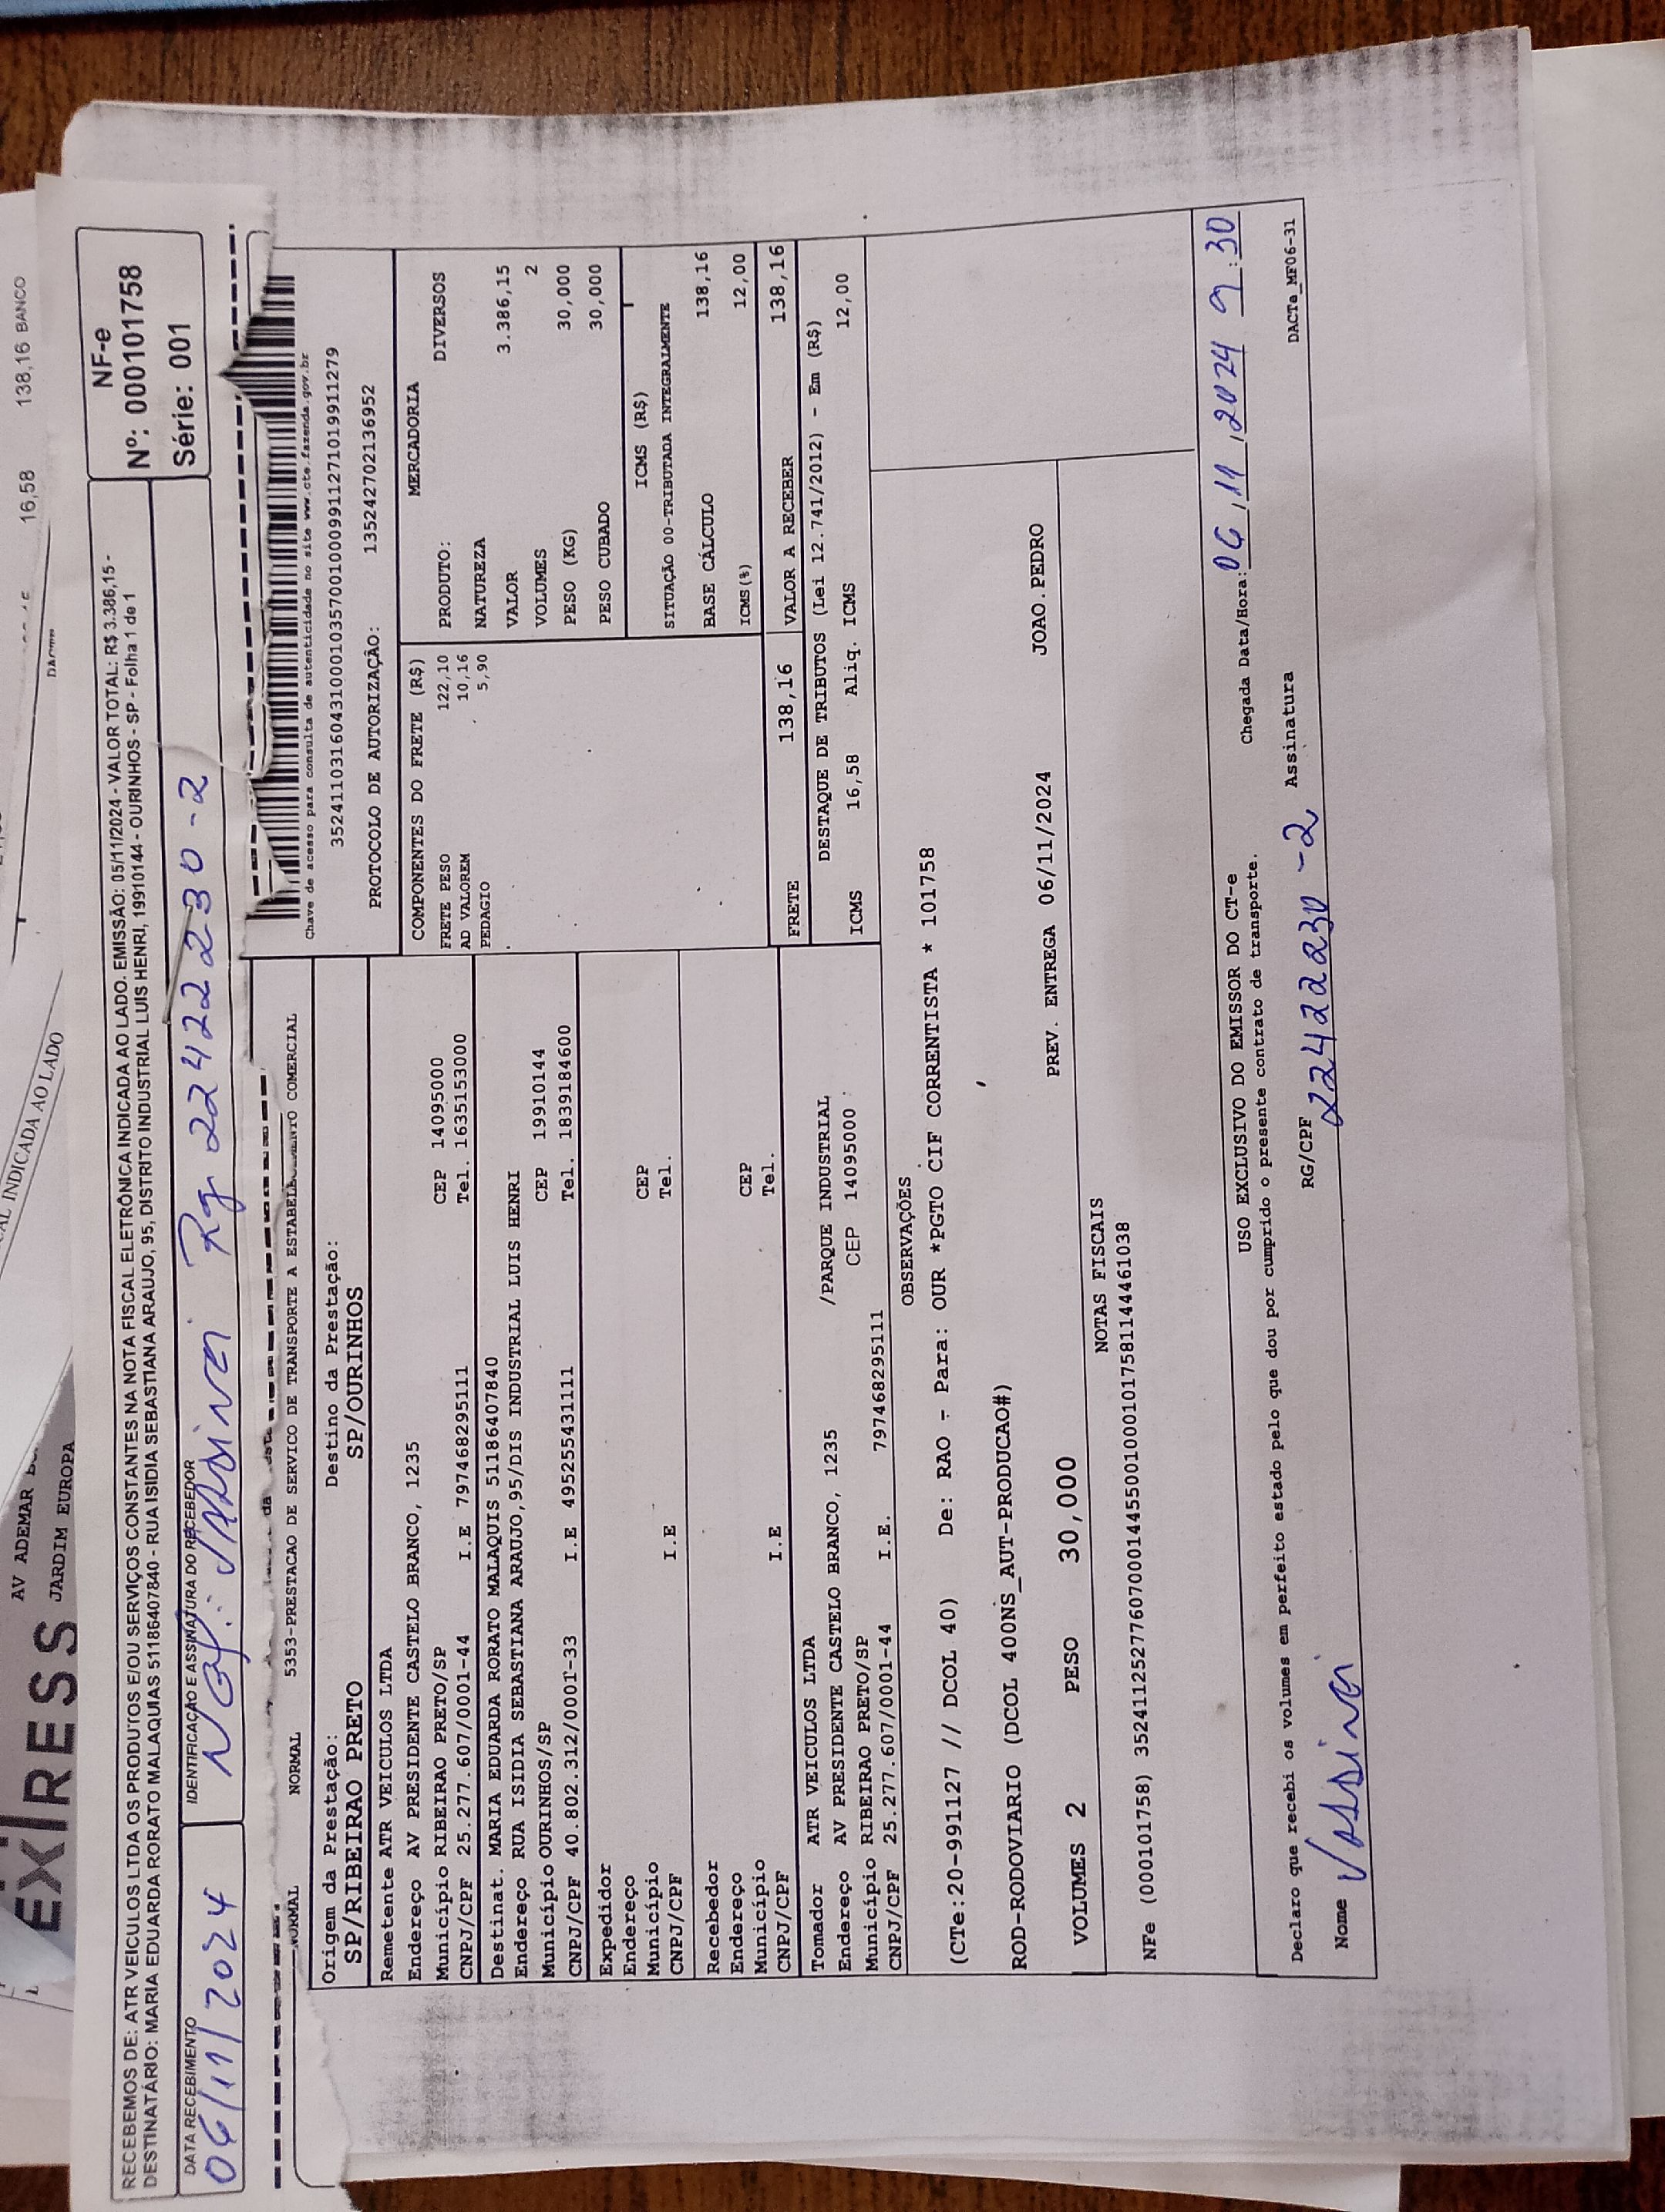 16,58 138,16 BANCO
INDICADA AO LADO
AV ADEMAR
JARDIM EUROPA
EXPRESS
RECEBEMOS DE: ATR VEICULOS LTDA OS PRODUTOS E/OU SERVIÇOS CONSTANTES NA NOTA FISCAL ELETRÔNICA INDICADA AO LADO. EMISSÃO: 05/11/2024 - VALOR TOTAL: R$ 3.386,15 -
DESTINATÁRIO: MARIA EDUARDA RORATO MALAQUIAS 51186407840 - RUA ISIDIA SEBASTIANA ARAUJO, 95, DISTRITO INDUSTRIAL LUIS HENRI, 19910144 - OURINHOS - SP - Folha 1 de 1
NF-e
Nº: 000101758
Série: 001
DATA RECEBIMENTO
06/11/2024
IDENTIFICAÇÃO E ASSINATURA DO RECEBEDOR
Rg 22422230-2
NORMAL NORMAL 5353-PRESTACAO DE SERVICO DE TRANSPORTE A ESTABELECIMENTO COMERCIAL
Chave de acesso para consulta de autenticidade no site www.cte.fazenda.gov.br
35241103160431000103570010009911271019911279
PROTOCOLO DE AUTORIZAÇÃO: 135242702136952
Origem da Prestação: Destino da Prestação:
SP/RIBEIRAO PRETO SP/OURINHOS
Remetente ATR VEICULOS LTDA
Endereço AV PRESIDENTE CASTELO BRANCO, 1235
Município RIBEIRAO PRETO/SP CEP 14095000
CNPJ/CPF 25.277.607/0001-44 I.E 797468295111 Tel. 1635153000
Destinat. MARIA EDUARDA RORATO MALAQUIS 51186407840
Endereço RUA ISIDIA SEBASTIANA ARAUJO,95/DIS INDUSTRIAL LUIS HENRI
Município OURINHOS/SP CEP 19910144
CNPJ/CPF 40.802.312/0001-33 I.E 495255431111 Tel. 1839184600
Expedidor
Endereço
Município CEP
CNPJ/CPF I.E Tel.
Recebedor
Endereço
Município CEP
CNPJ/CPF I.E Tel.
Tomador ATR VEICULOS LTDA
Endereço AV PRESIDENTE CASTELO BRANCO, 1235 /PARQUE INDUSTRIAL
Município RIBEIRAO PRETO/SP CEP 14095000
CNPJ/CPF 25.277.607/0001-44 I.E. 797468295111
COMPONENTES DO FRETE (R$)
FRETE PESO 122,10
AD VALOREM 10,16
PEDAGIO 5,90
MERCADORIA
PRODUTO: DIVERSOS
NATUREZA
VALOR 3.386,15
VOLUMES 2
PESO (KG) 30,000
PESO CUBADO 30,000
ICMS (R$)
SITUAÇÃO 00-TRIBUTADA INTEGRALMENTE
BASE CÁLCULO 138,16
ICMS(%) 12,00
FRETE 138,16 VALOR A RECEBER 138,16
DESTAQUE DE TRIBUTOS (Lei 12.741/2012) - Em (R$)
ICMS 16,58 Aliq. ICMS 12,00
OBSERVAÇÕES
(CTe:20-991127 // DCOL 40) De: RAO - Para: OUR *PGTO CIF CORRENTISTA * 101758
ROD-RODOVIARIO (DCOL 400NS_AUT-PRODUCAO#)
PREV. ENTREGA 06/11/2024 JOAO.PEDRO
VOLUMES 2 PESO 30,000
NOTAS FISCAIS
NFe (000101758) 35241125277607000144550010001017581144461038
USO EXCLUSIVO DO EMISSOR DO CT-e Chegada Data/Hora: 06/11/2024 9:30
Declaro que recebi os volumes em perfeito estado pelo que dou por cumprido o presente contrato de transporte.
Nome RG/CPF 22422230-2 Assinatura DACTe_MF06-31